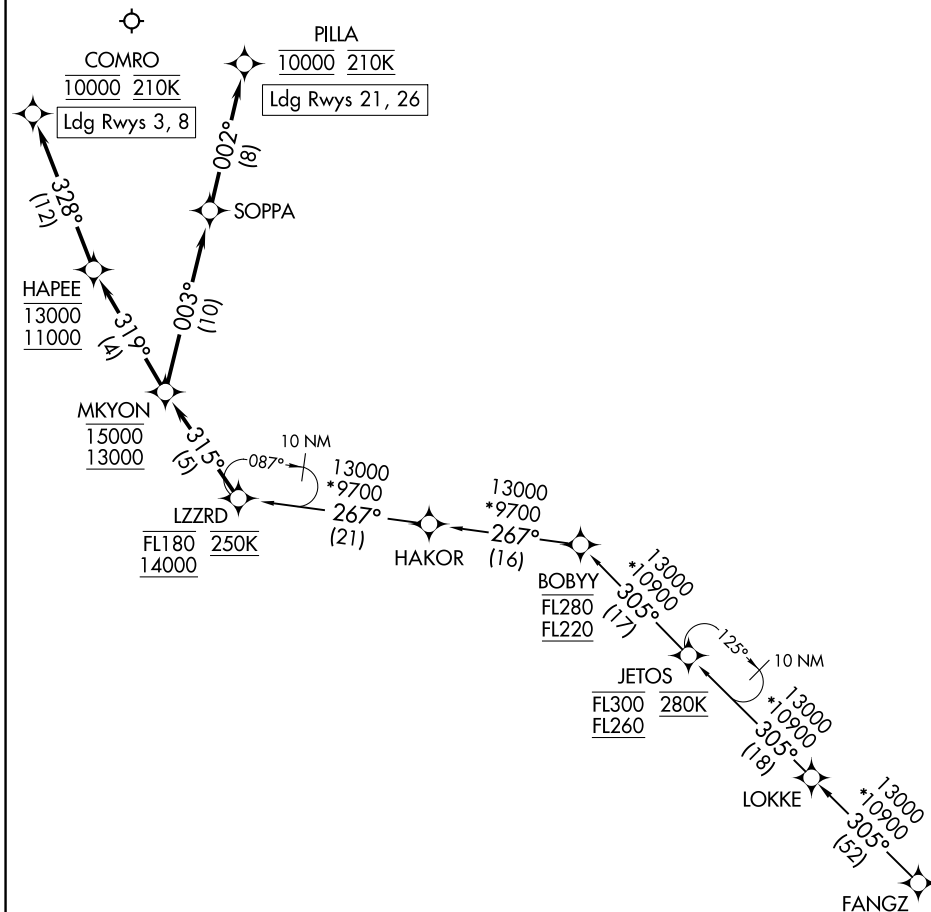 PILLA
10000 210K
Ldg Rwys 21, 26
COMRO
10000 210K
Ldg Rwys 3, 8
002°
(8)
328°
(12)
SOPPA
HAPEE
13000
11000
003°
(10)
319°
(4)
MKYON
15000
13000
315°
(5)
10 NM
087°
LZZRD
FL180 250K
14000
13000
*9700
267°
(21)
HAKOR
13000
*9700
267°
(16)
BOBYY
FL280
FL220
13000
*10900
305°
(17)
125°
10 NM
JETOS
FL300 280K
FL260
13000
*10900
305°
(18)
LOKKE
13000
*10900
305°
(52)
FANGZ